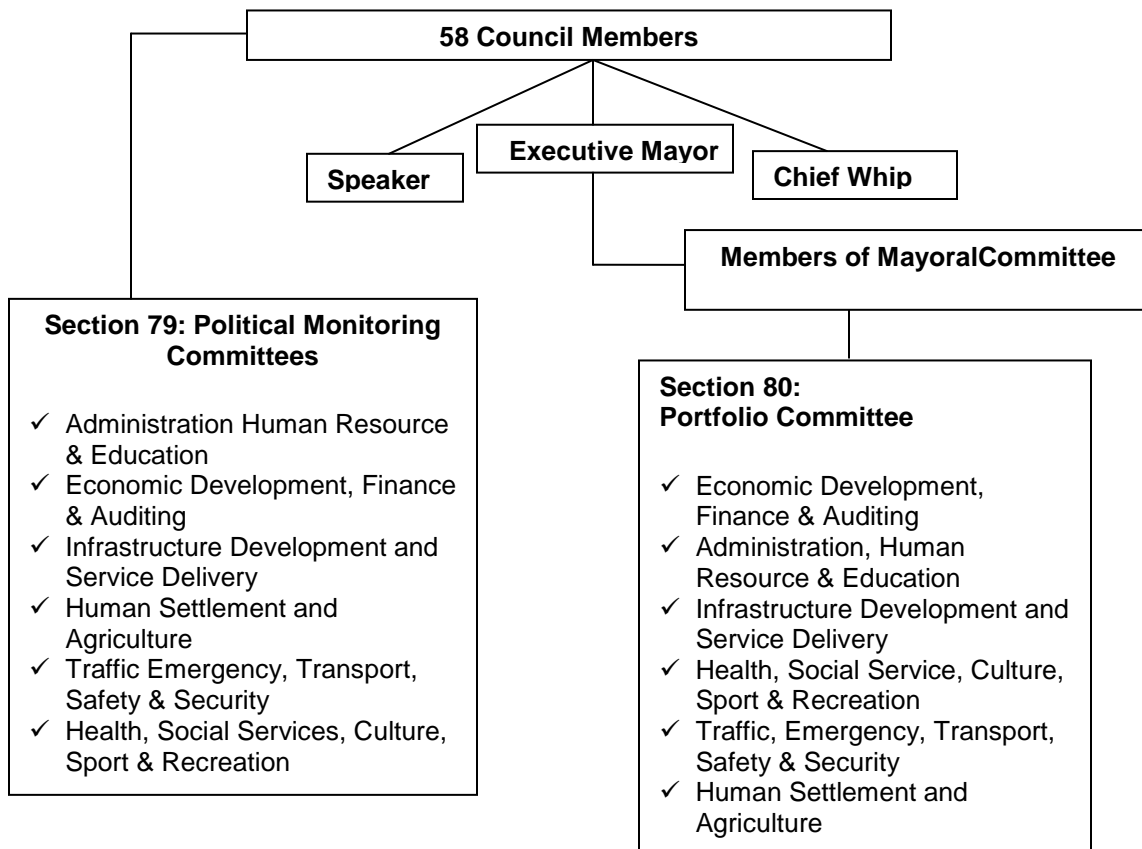 58 Council Members
Speaker
Executive Mayor
Chief Whip
Members of MayoralCommittee
Section 79: Political Monitoring
Committees
✓ Administration Human Resource
& Education
✓ Economic Development, Finance
& Auditing
✓ Infrastructure Development and
Service Delivery
✓ Human Settlement and
Agriculture
✓ Traffic Emergency, Transport,
Safety & Security
✓ Health, Social Services, Culture,
Sport & Recreation
Section 80:
Portfolio Committee
✓ Economic Development,
Finance & Auditing
✓ Administration, Human
Resource & Education
✓ Infrastructure Development and
Service Delivery
✓ Health, Social Service, Culture,
Sport & Recreation
✓ Traffic, Emergency, Transport,
Safety & Security
✓ Human Settlement and
Agriculture